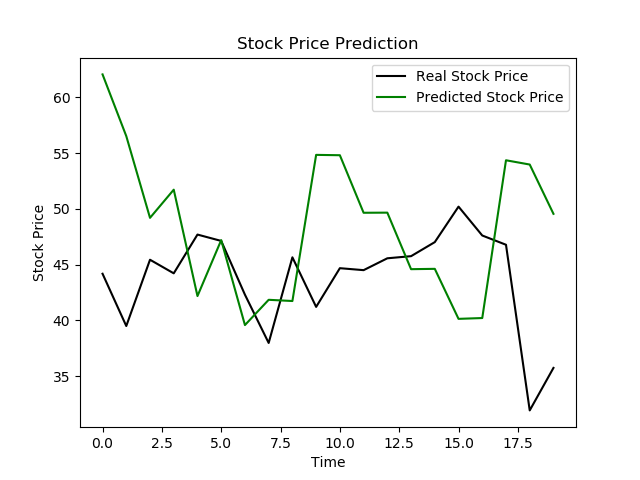 Stock Price Prediction
Real Stock Price
Predicted Stock Price
Stock Price
60
55
50
45
40
35
0.0 2.5 5.0 7.5 10.0 12.5 15.0 17.5
Time